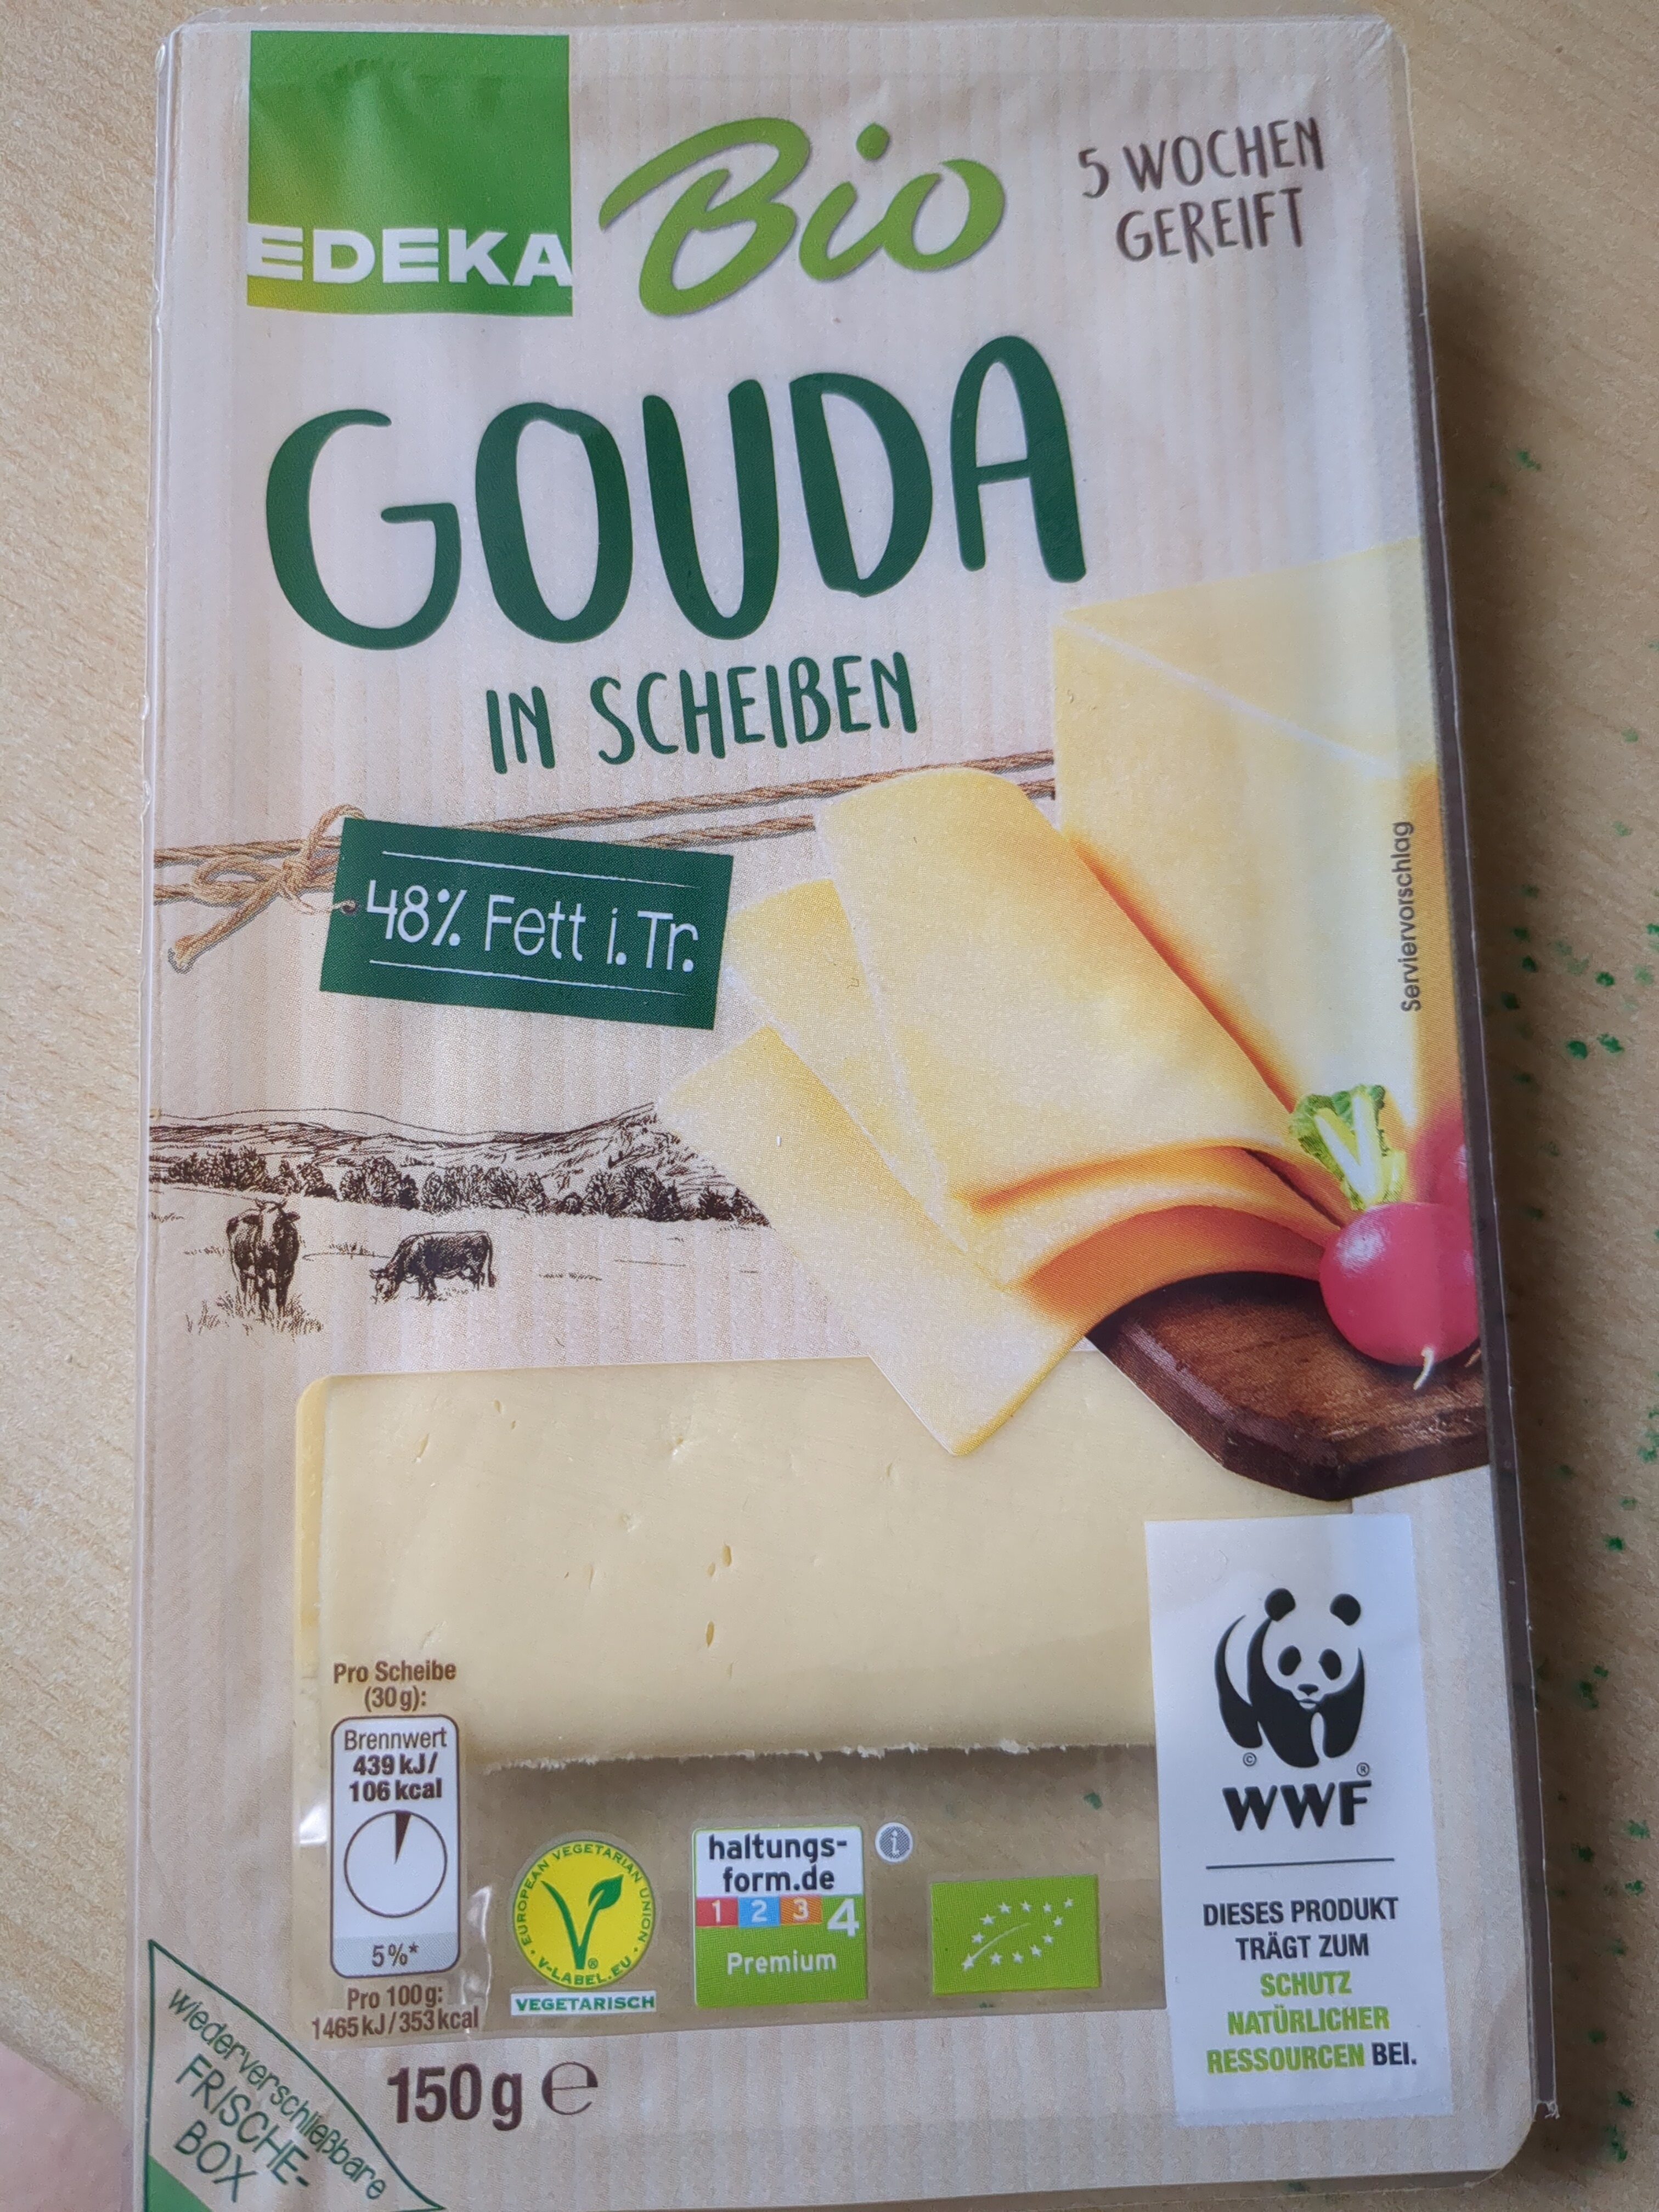 EDEKA
Bio
5 WOCHEN
GEREIFT
GOUDA
IN SCHEIBEN
48% Fett i.Tr.
Serviervorschlag
Pro Scheibe
(30g):
Brennwert
439 kJ/
106 kcal
5%*
Pro 100g:
1465 kJ/353 kcal
EUROPEAN VEGETARIAN UNION
V-LABEL.EU
®
VEGETARISCH
haltungs-
form.de
1 2 3 4
Premium
i
© ®
WWF
DIESES PRODUKT
TRÄGT ZUM
SCHUTZ
NATÜRLICHER
RESSOURCEN BEI.
150g e
wiederverschließbare
FRISCHE-
BOX